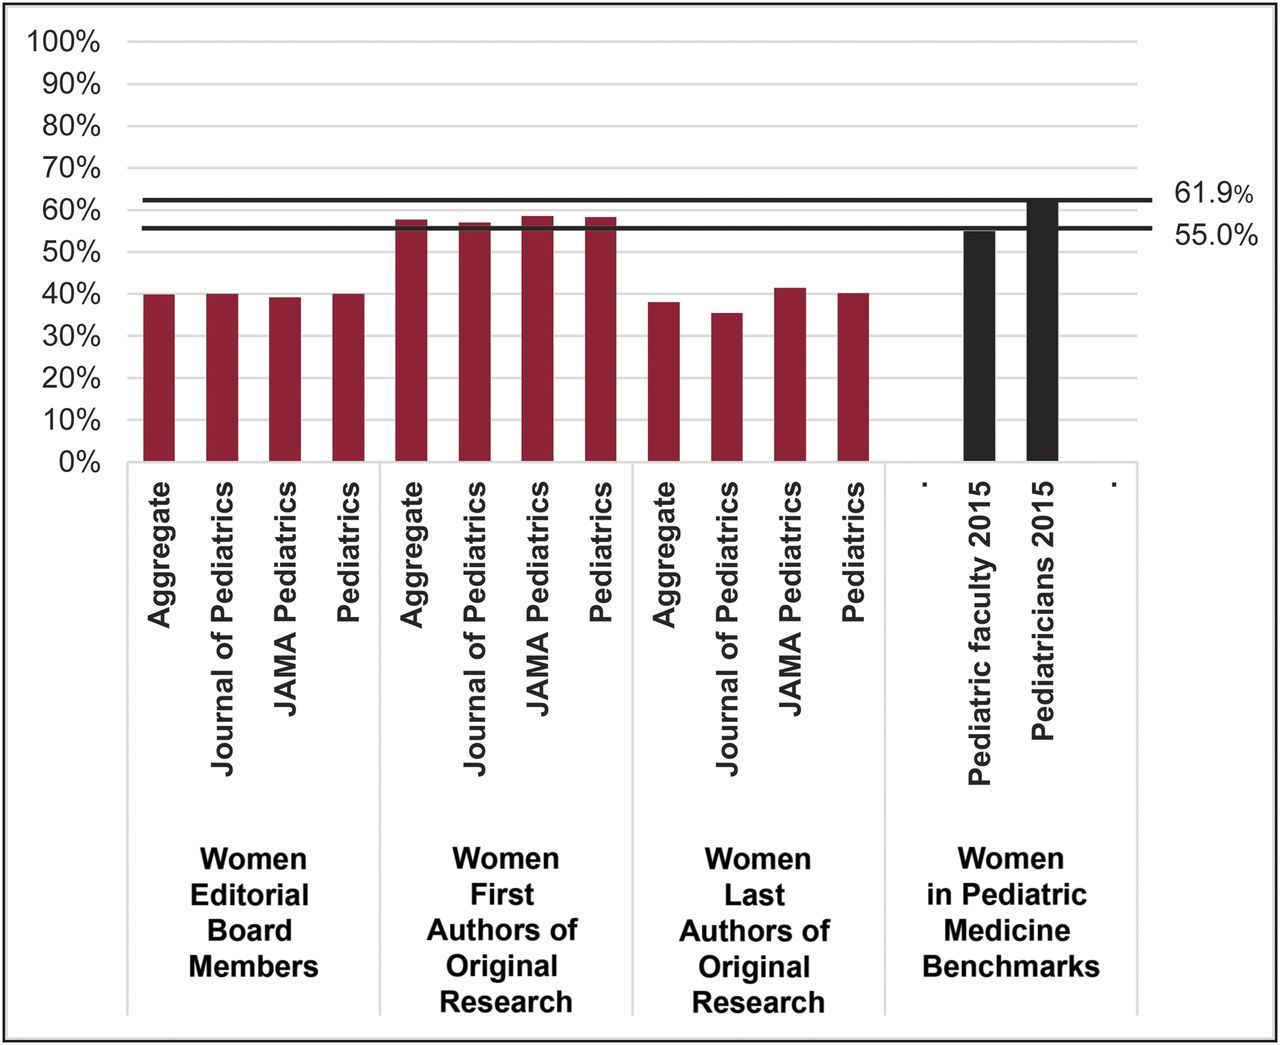 100%
90%
80%
70%
60%
50%
40%
30%
20%
10%
0%
61.9%
55.0%
Aggregate
Journal of Pediatrics
JAMA Pediatrics
Pediatrics
Aggregate
Journal of Pediatrics
JAMA Pediatrics
Pediatrics
Aggregate
Journal of Pediatrics
JAMA Pediatrics
Pediatrics
.
Pediatric faculty 2015
Pediatricians 2015
.
Women
Editorial
Board
Members
Women
First
Authors of
Original
Research
Women
Last
Authors of
Original
Research
Women
in Pediatric
Medicine
Benchmarks